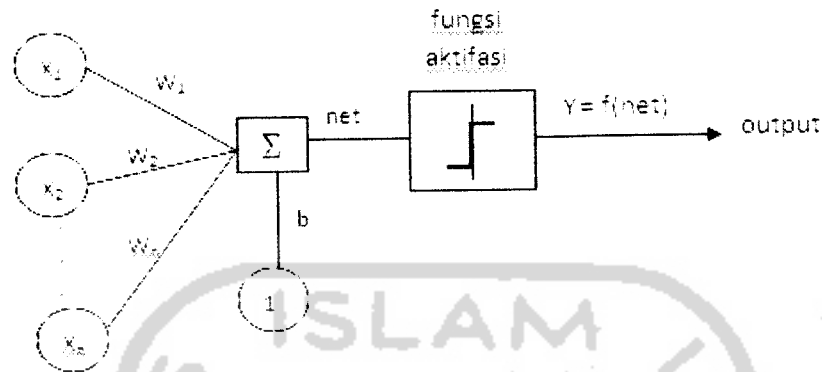 fungsi
aktifasi
x₁
W₁
net
Y = f(net)
output
Σ
W₂
x₂
b
Wₙ
1
xₙ
ISLAM